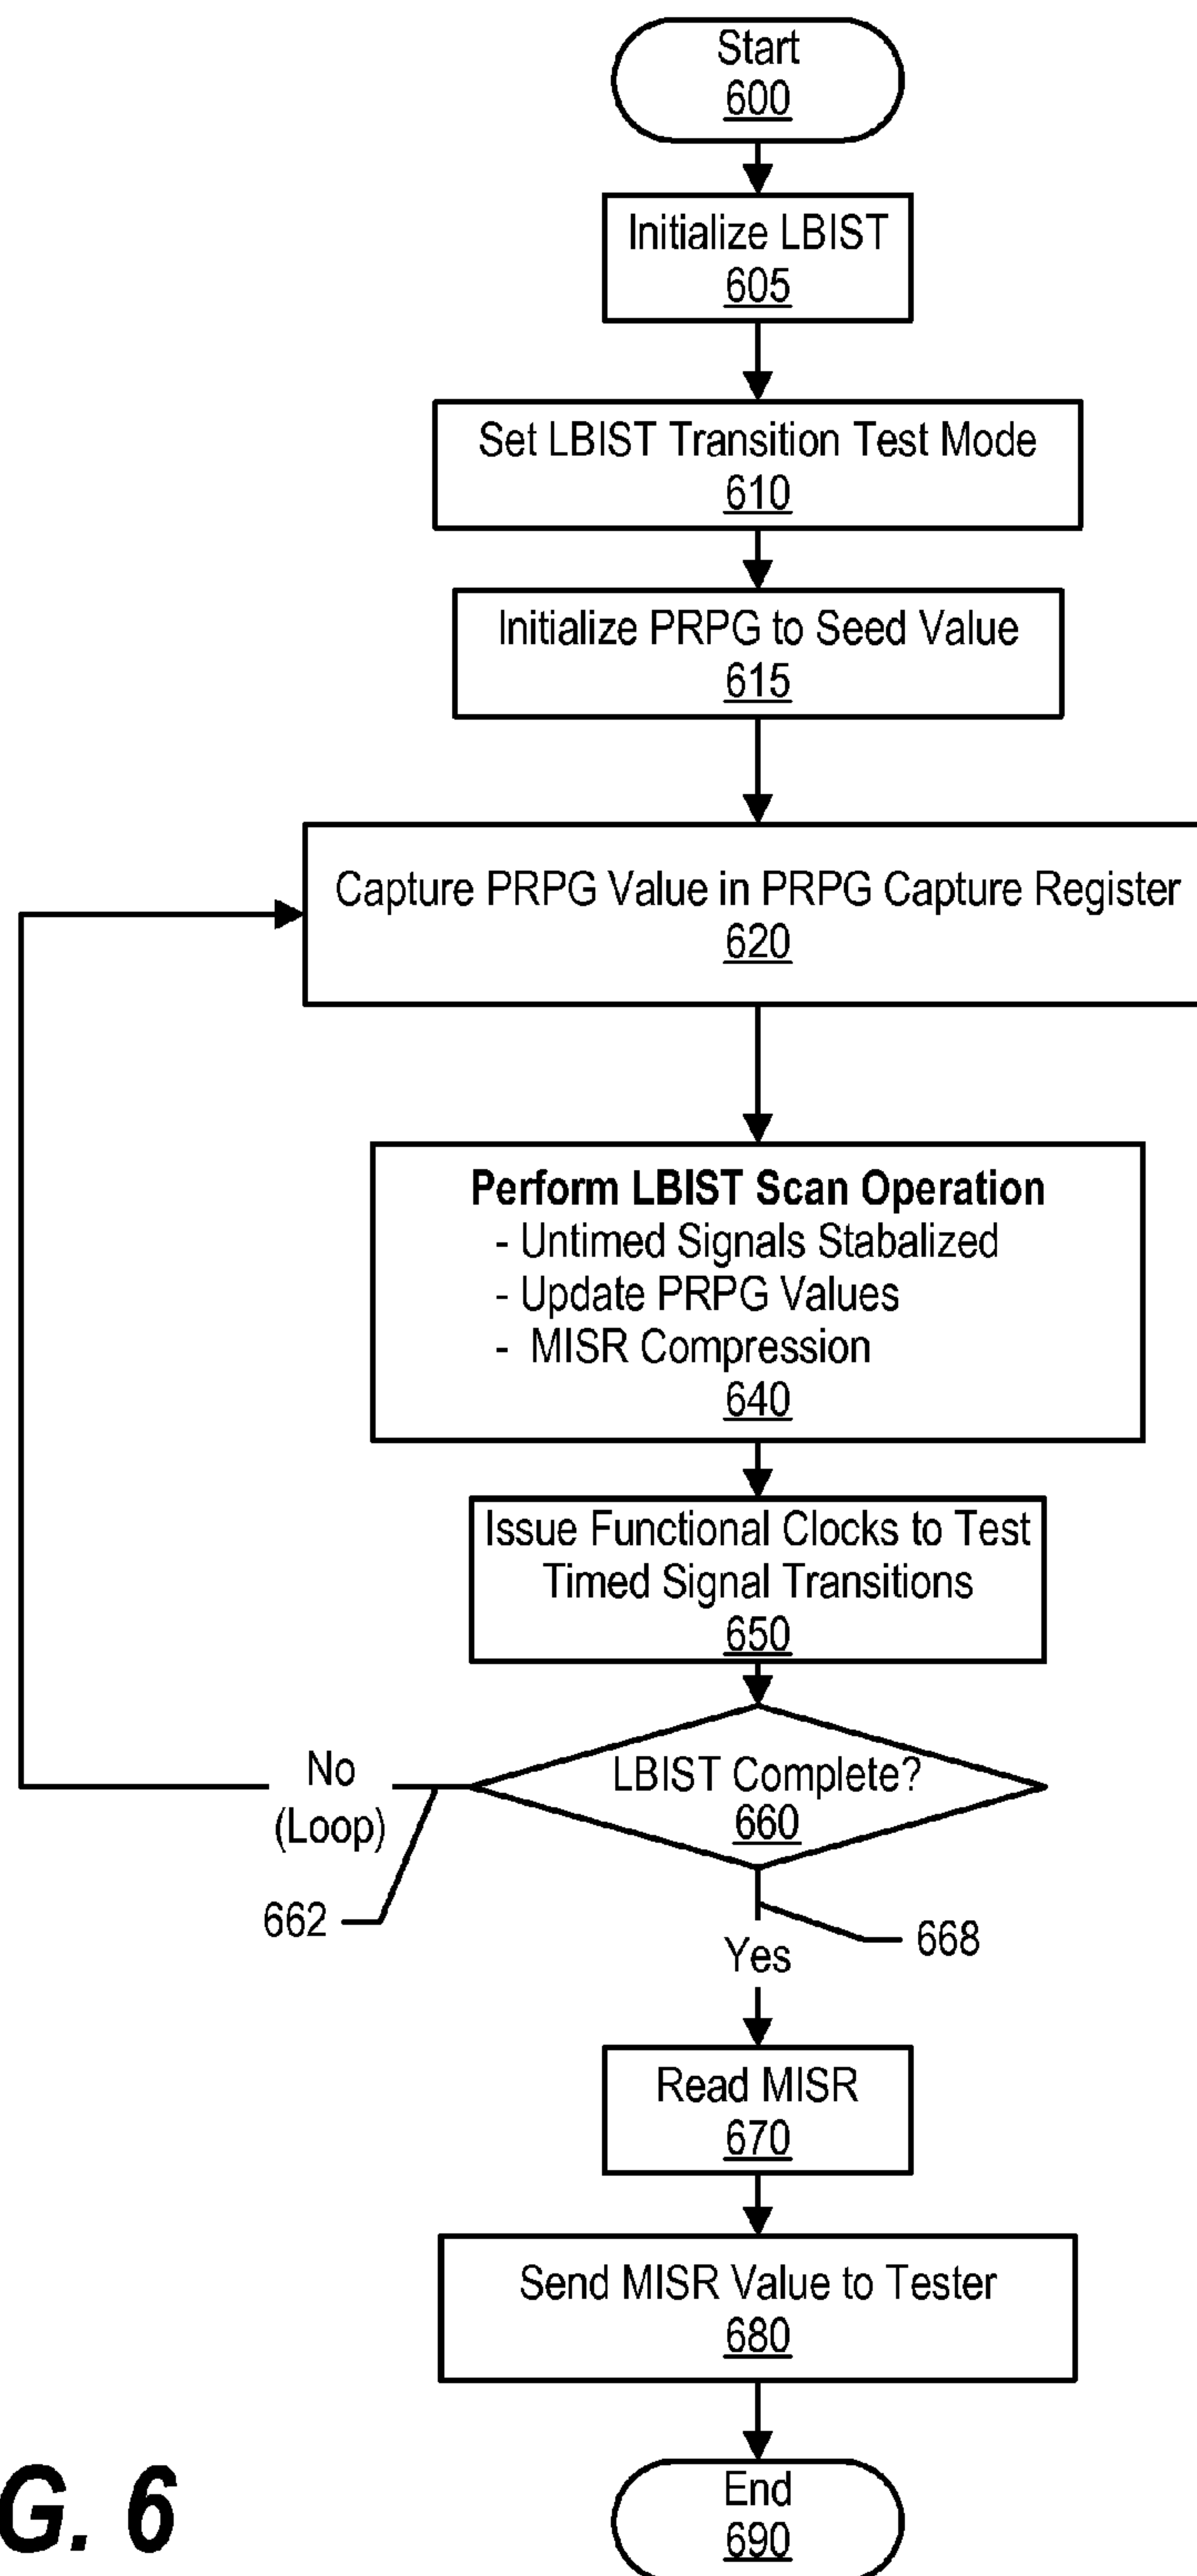 Start
600
Initialize LBIST
605
Set LBIST Transition Test Mode
610
Initialize PRPG to Seed Value
615
Capture PRPG Value in PRPG Capture Register
620
Perform LBIST Scan Operation
- Untimed Signals Stabalized
- Update PRPG Values
- MISR Compression
640
Issue Functional Clocks to Test
Timed Signal Transitions
650
LBIST Complete?
660
No
(Loop)
662
668
Yes
Read MISR
670
Send MISR Value to Tester
680
End
690
G. 6